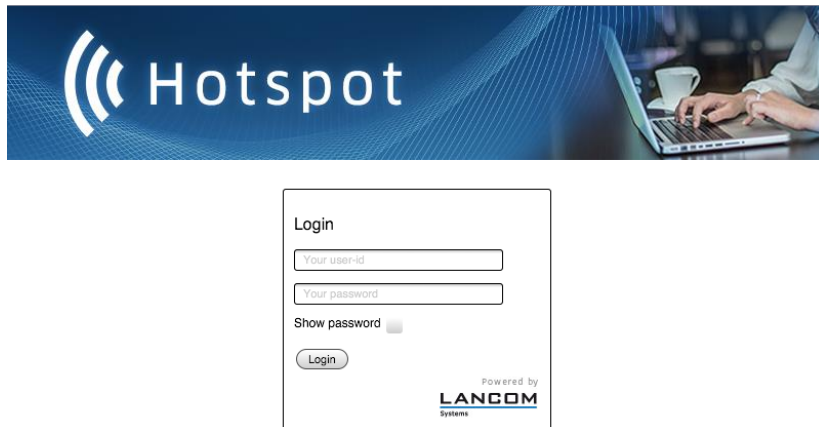 Hotspot
Login
Your user-id
Your password
Show password
Login
Powered by
LANCOM
Systems